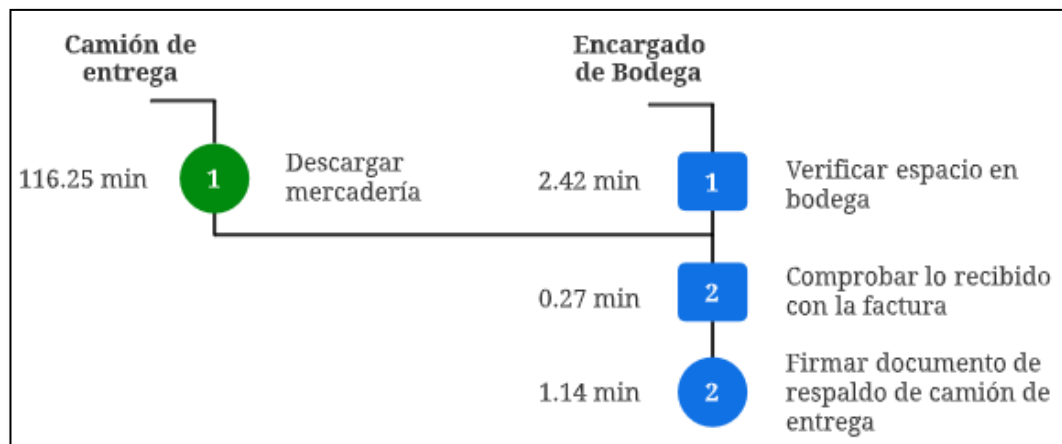 Camión de
entrega
Encargado
de Bodega
116.25 min
1
Descargar
mercadería
2.42 min
1
Verificar espacio en
bodega
0.27 min
2
Comprobar lo recibido
con la factura
1.14 min
2
Firmar documento de
respaldo de camión de
entrega